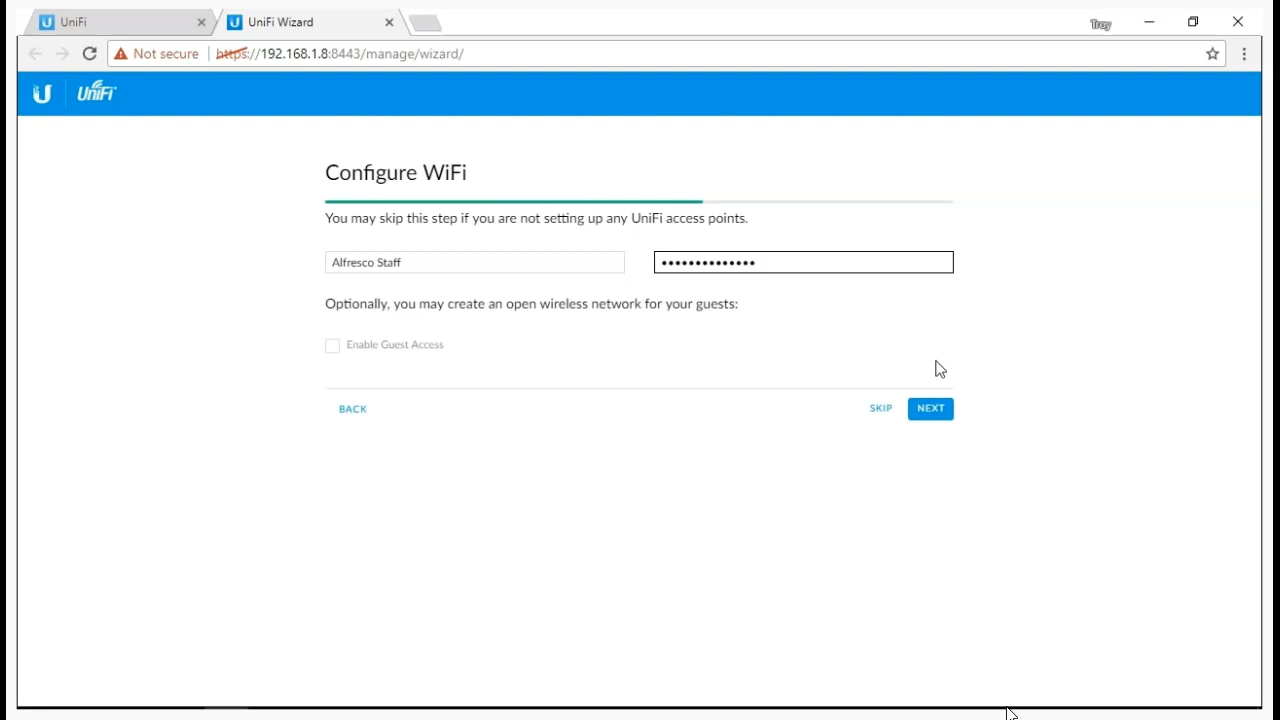 UniFi
UniFi Wizard
Troy
Not secure
https://192.168.1.8:8443/manage/wizard/
UniFi
Configure WiFi
You may skip this step if you are not setting up any UniFi access points.
Alfresco Staff
••••••••••••••
Optionally, you may create an open wireless network for your guests:
Enable Guest Access
BACK
SKIP
NEXT